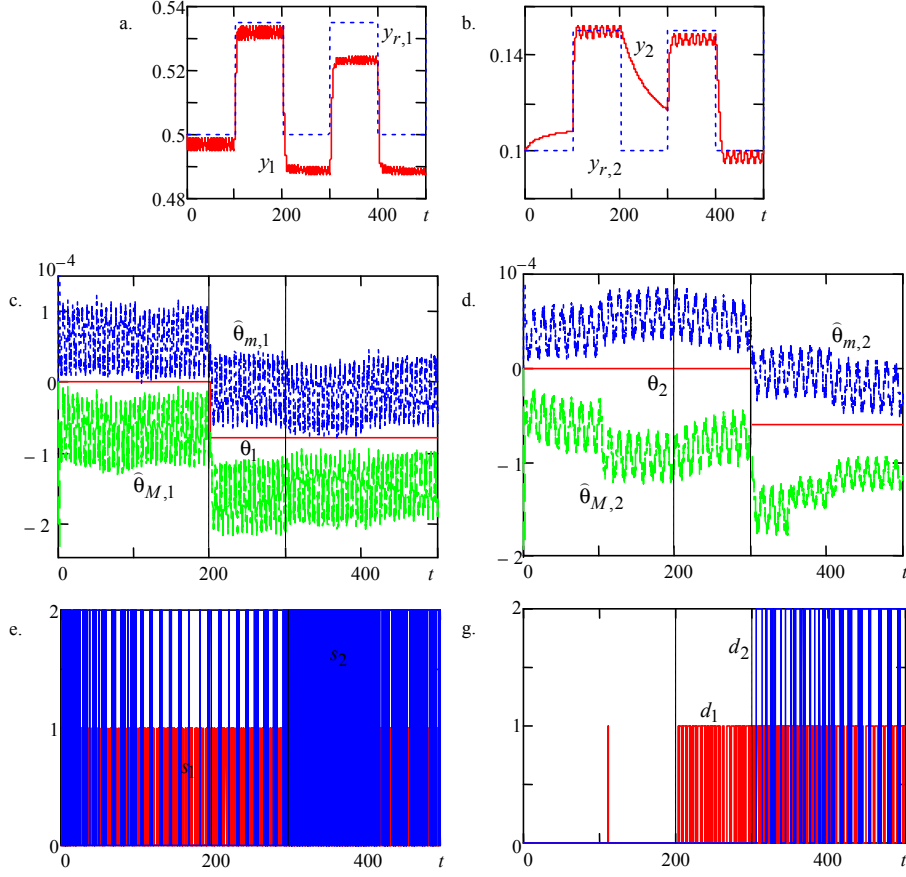 a.
0.54
0.52
0.5
0.48
0
200
400
t
y_{r,1}
y_1
b.
0.14
0.1
0
200
400
t
y_2
y_{r,2}
c.
10^{-4}
1
0
-1
-2
0
200
400
t
θ̂_{m,1}
θ_1
θ̂_{M,1}
d.
10^{-4}
1
0
-1
-2
0
200
400
t
θ̂_{m,2}
θ_2
θ̂_{M,2}
e.
2
1
0
0
200
400
t
s_2
s_1
g.
2
1
0
0
200
400
t
d_2
d_1